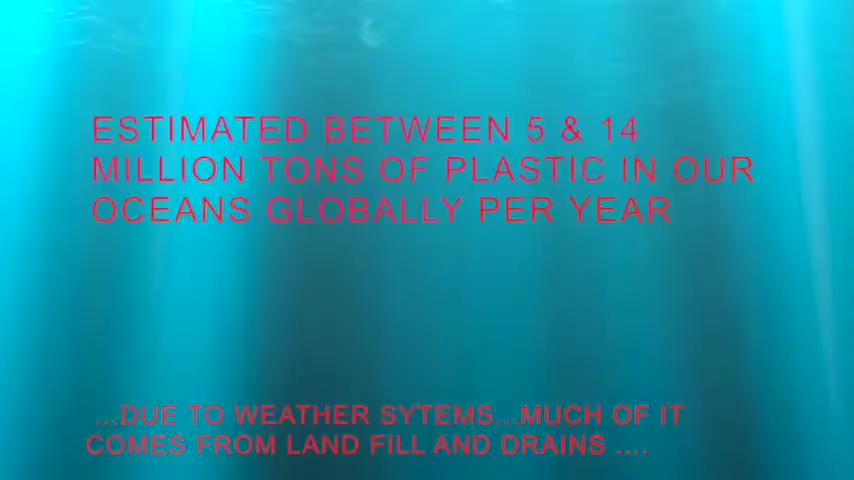 ESTIMATED BETWEEN 5 & 14
MILLION TONS OF PLASTIC IN OUR
OCEANS GLOBALLY PER YEAR
...DUE TO WEATHER SYTEMS...MUCH OF IT
COMES FROM LAND FILL AND DRAINS ....